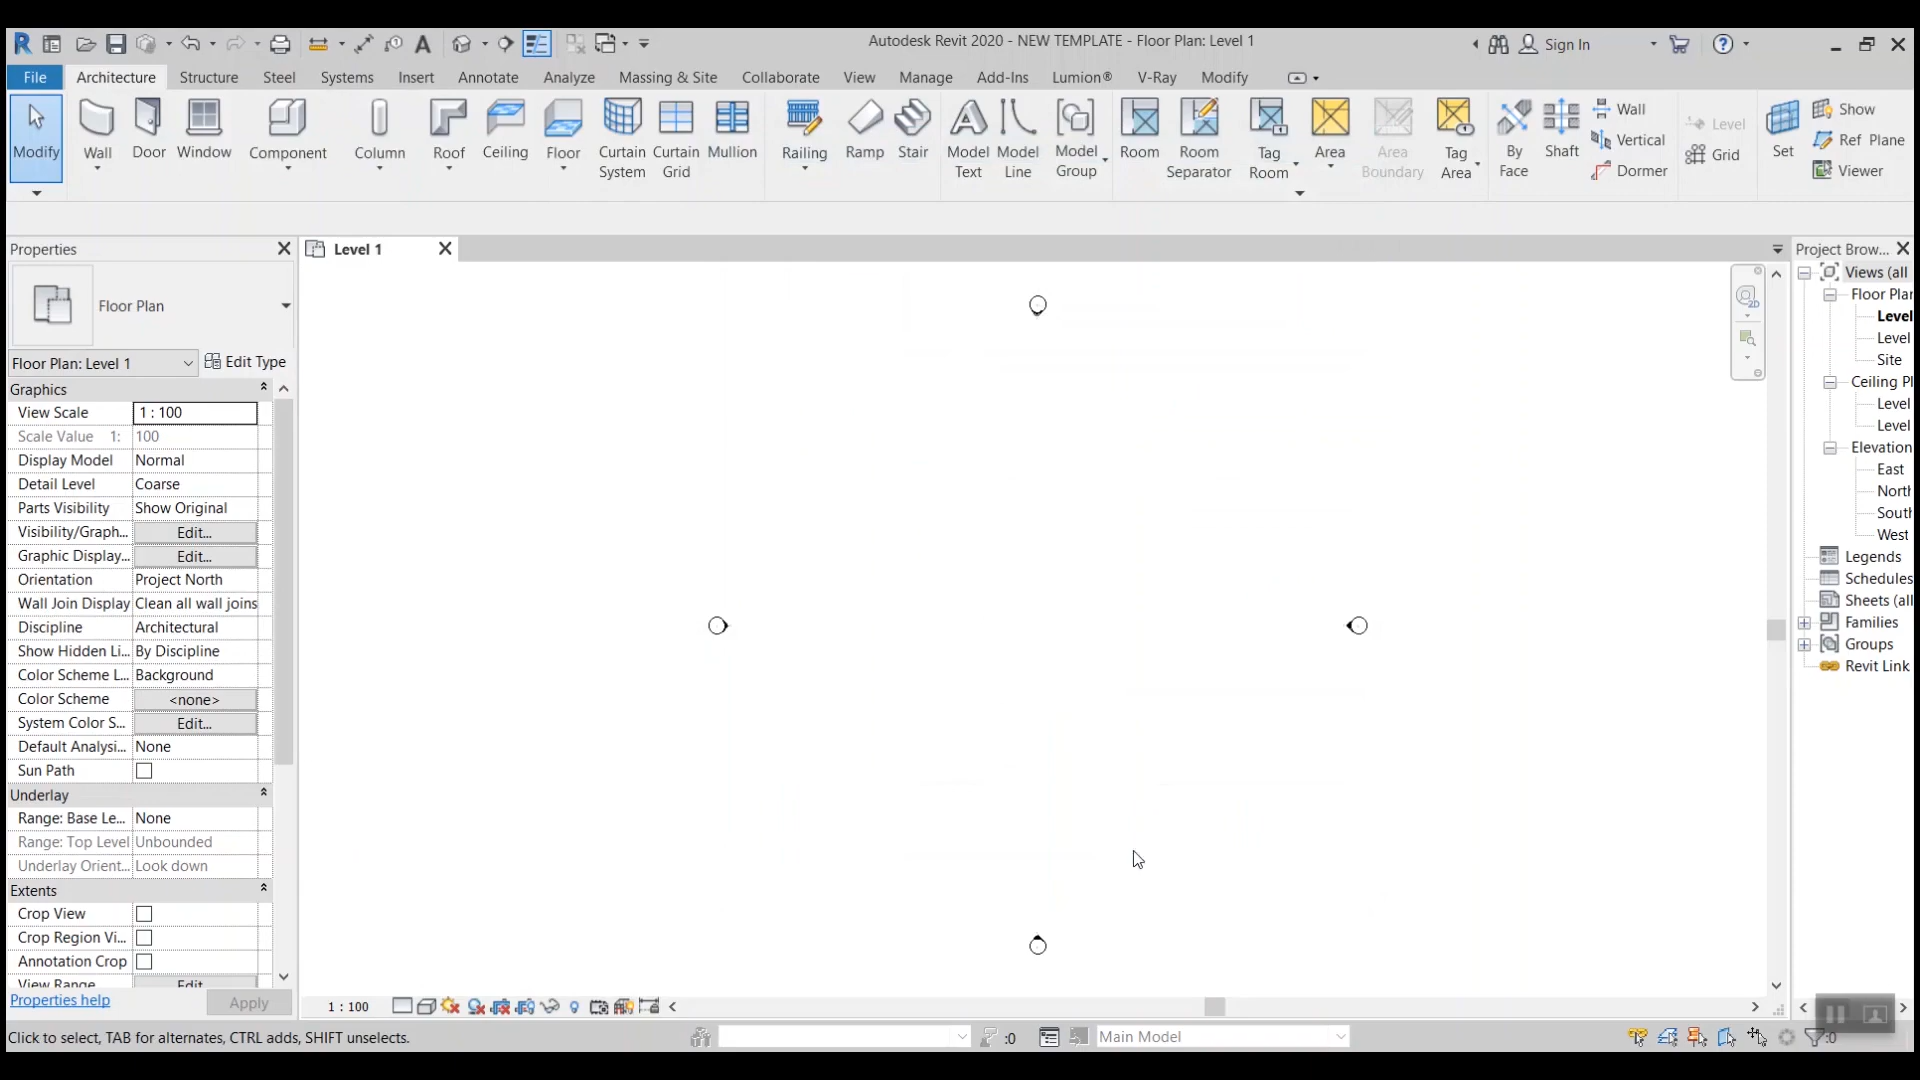 Autodesk Revit 2020 - NEW TEMPLATE - Floor Plan: Level 1
Sign In
File Architecture Structure Steel Systems Insert Annotate Analyze Massing & Site Collaborate View Manage Add-Ins Lumion® V-Ray Modify
Modify
Wall
Door
Window
Component
Column
Roof
Ceiling
Floor
Curtain System
Curtain Grid
Mullion
Railing
Ramp
Stair
Model Text
Model Line
Model Group
Room
Room Separator
Tag Room
Area
Area Boundary
Tag Area
By Face
Shaft
Wall
Vertical
Dormer
Level
Grid
Set
Show
Ref Plane
Viewer
Properties
Level 1
Project Brow...
Floor Plan
Floor Plan: Level 1
Edit Type
Graphics
View Scale 1 : 100
Scale Value 1: 100
Display Model Normal
Detail Level Coarse
Parts Visibility Show Original
Visibility/Graph... Edit...
Graphic Display... Edit...
Orientation Project North
Wall Join Display Clean all wall joins
Discipline Architectural
Show Hidden Li... By Discipline
Color Scheme L... Background
Color Scheme <none>
System Color S... Edit...
Default Analysi... None
Sun Path
Underlay
Range: Base Le... None
Range: Top Level Unbounded
Underlay Orient... Look down
Extents
Crop View
Crop Region Vi...
Annotation Crop
View Range Edit
Properties help
Apply
2D
Views (all
Floor Plan
Level
Level
Site
Ceiling Pl
Level
Level
Elevation
East
North
South
West
Legends
Schedules
Sheets (all
Families
Groups
Revit Link
1 : 100
Click to select, TAB for alternates, CTRL adds, SHIFT unselects.
:0
Main Model
:0